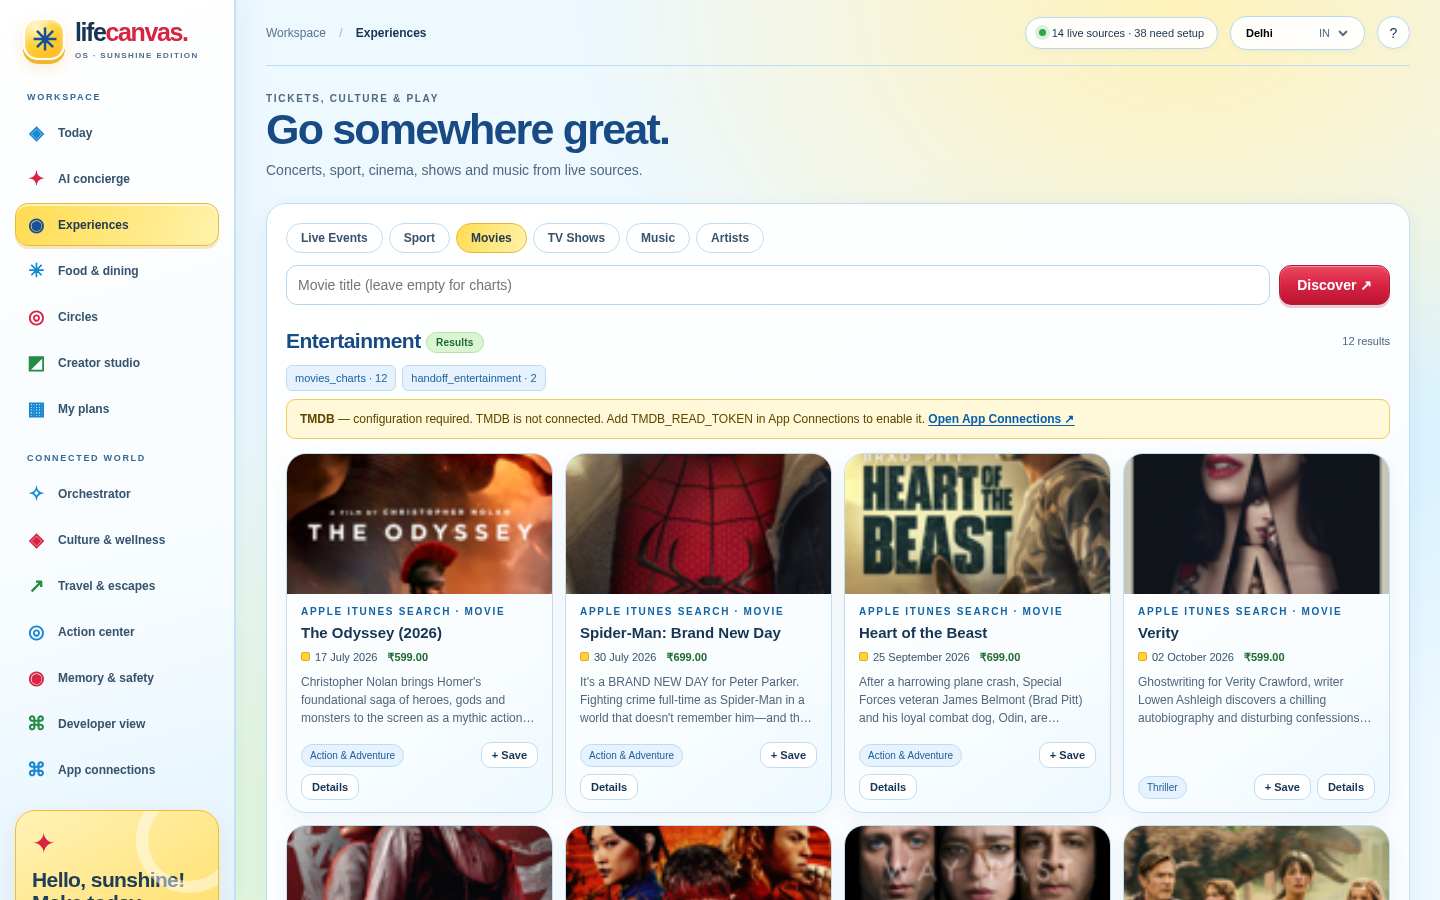 lifecanvas.
OS · SUNSHINE EDITION
WORKSPACE
Today
AI concierge
Experiences
Food & dining
Circles
Creator studio
My plans
CONNECTED WORLD
Orchestrator
Culture & wellness
Travel & escapes
Action center
Memory & safety
Developer view
App connections
Hello, sunshine!
Workspace / Experiences
14 live sources · 38 need setup
Delhi IN
?
TICKETS, CULTURE & PLAY
Go somewhere great.
Concerts, sport, cinema, shows and music from live sources.
Live Events Sport Movies TV Shows Music Artists
Movie title (leave empty for charts)
Discover ↗
Entertainment Results
12 results
movies_charts · 12 handoff_entertainment · 2
TMDB — configuration required. TMDB is not connected. Add TMDB_READ_TOKEN in App Connections to enable it. Open App Connections ↗
A FILM BY CHRISTOPHER NOLAN
THE ODYSSEY
APPLE ITUNES SEARCH · MOVIE
The Odyssey (2026)
17 July 2026 ₹599.00
Christopher Nolan brings Homer's
foundational saga of heroes, gods and
monsters to the screen as a mythic action…
Action & Adventure
+ Save
Details
APPLE ITUNES SEARCH · MOVIE
Spider-Man: Brand New Day
30 July 2026 ₹699.00
It's a BRAND NEW DAY for Peter Parker.
Fighting crime full-time as Spider-Man in a
world that doesn't remember him—and th…
Action & Adventure
+ Save
Details
BRAD PITT
HEART OF THE
BEAST
APPLE ITUNES SEARCH · MOVIE
Heart of the Beast
25 September 2026 ₹699.00
After a harrowing plane crash, Special
Forces veteran James Belmont (Brad Pitt)
and his loyal combat dog, Odin, are…
Action & Adventure
+ Save
Details
APPLE ITUNES SEARCH · MOVIE
Verity
02 October 2026 ₹599.00
Ghostwriting for Verity Crawford, writer
Lowen Ashleigh discovers a chilling
autobiography and disturbing confessions…
Thriller
+ Save
Details
WAY PAST